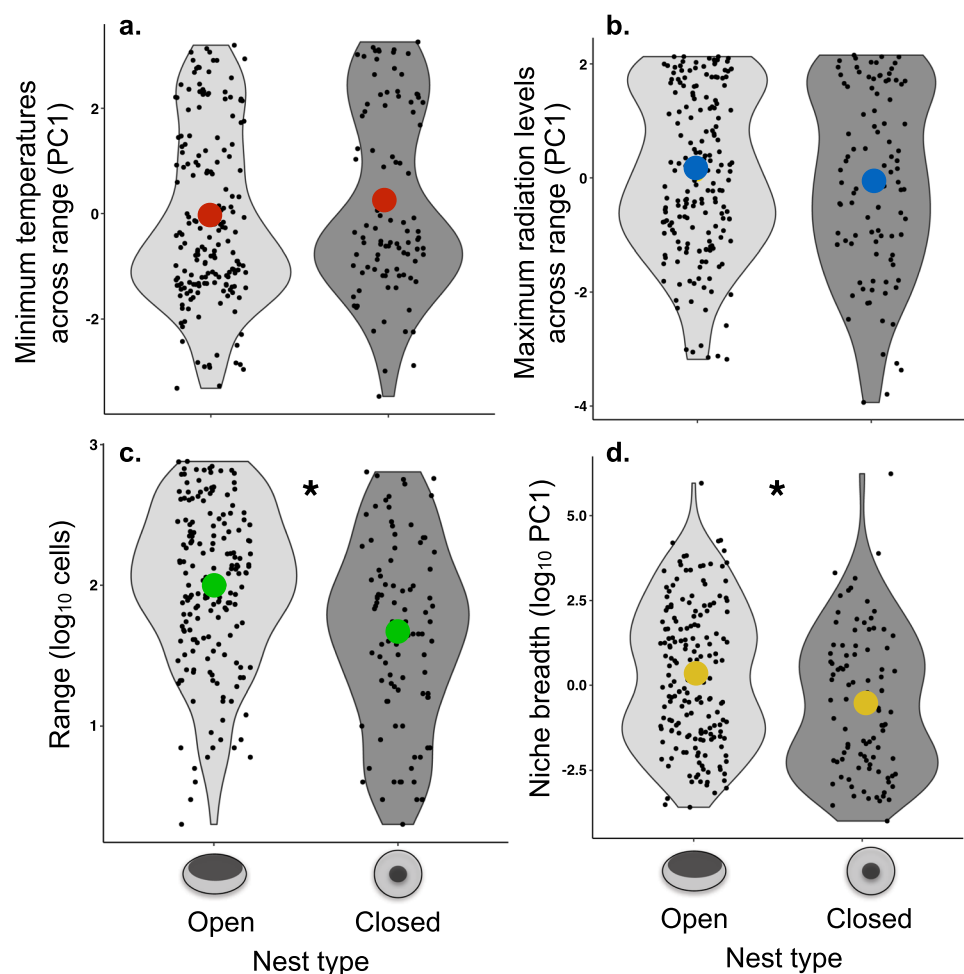 a.
Minimum temperatures
across range (PC1)
2
0
-2
b.
Maximum radiation levels
across range (PC1)
2
0
-2
-4
c.
*
Range (log₁₀ cells)
3
2
1
Open
Closed
Nest type
d.
*
Niche breadth (log₁₀ PC1)
5.0
2.5
0.0
-2.5
Open
Closed
Nest type